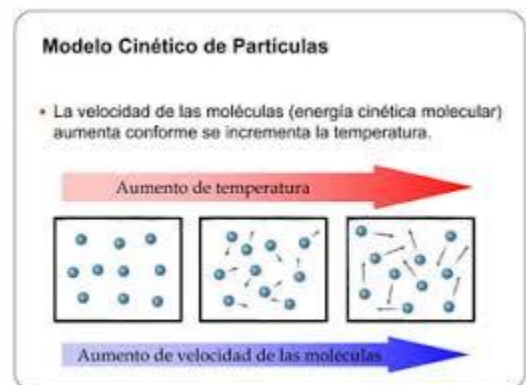 Modelo Cinético de Partículas
• La velocidad de las moléculas (energía cinética molecular)
aumenta conforme se incrementa la temperatura.
Aumento de temperatura
Aumento de velocidad de las moléculas